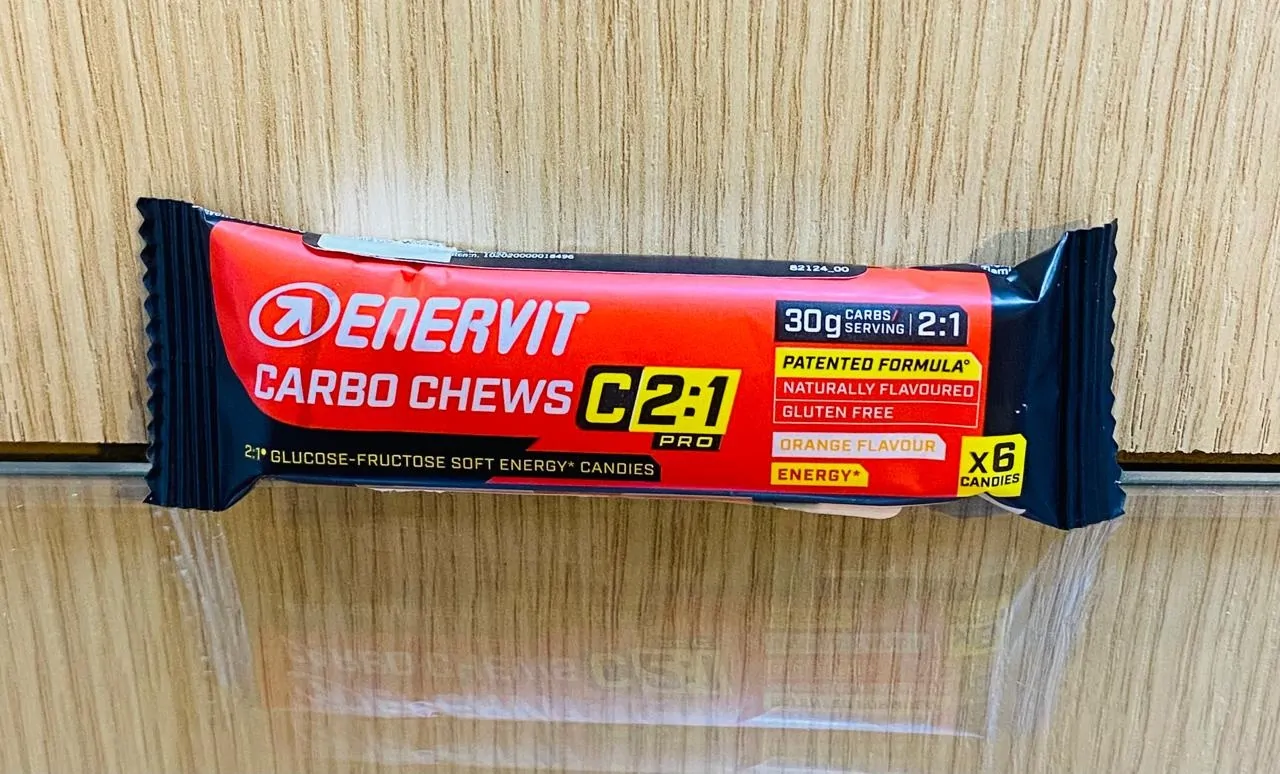 102020000018496
82124_00
ENERVIT
CARBO CHEWS C2:1
PRO
2:1* GLUCOSE-FRUCTOSE SOFT ENERGY* CANDIES
30g CARBS/
SERVING | 2:1
PATENTED FORMULA°
NATURALLY FLAVOURED
GLUTEN FREE
ORANGE FLAVOUR
ENERGY*
x6
CANDIES